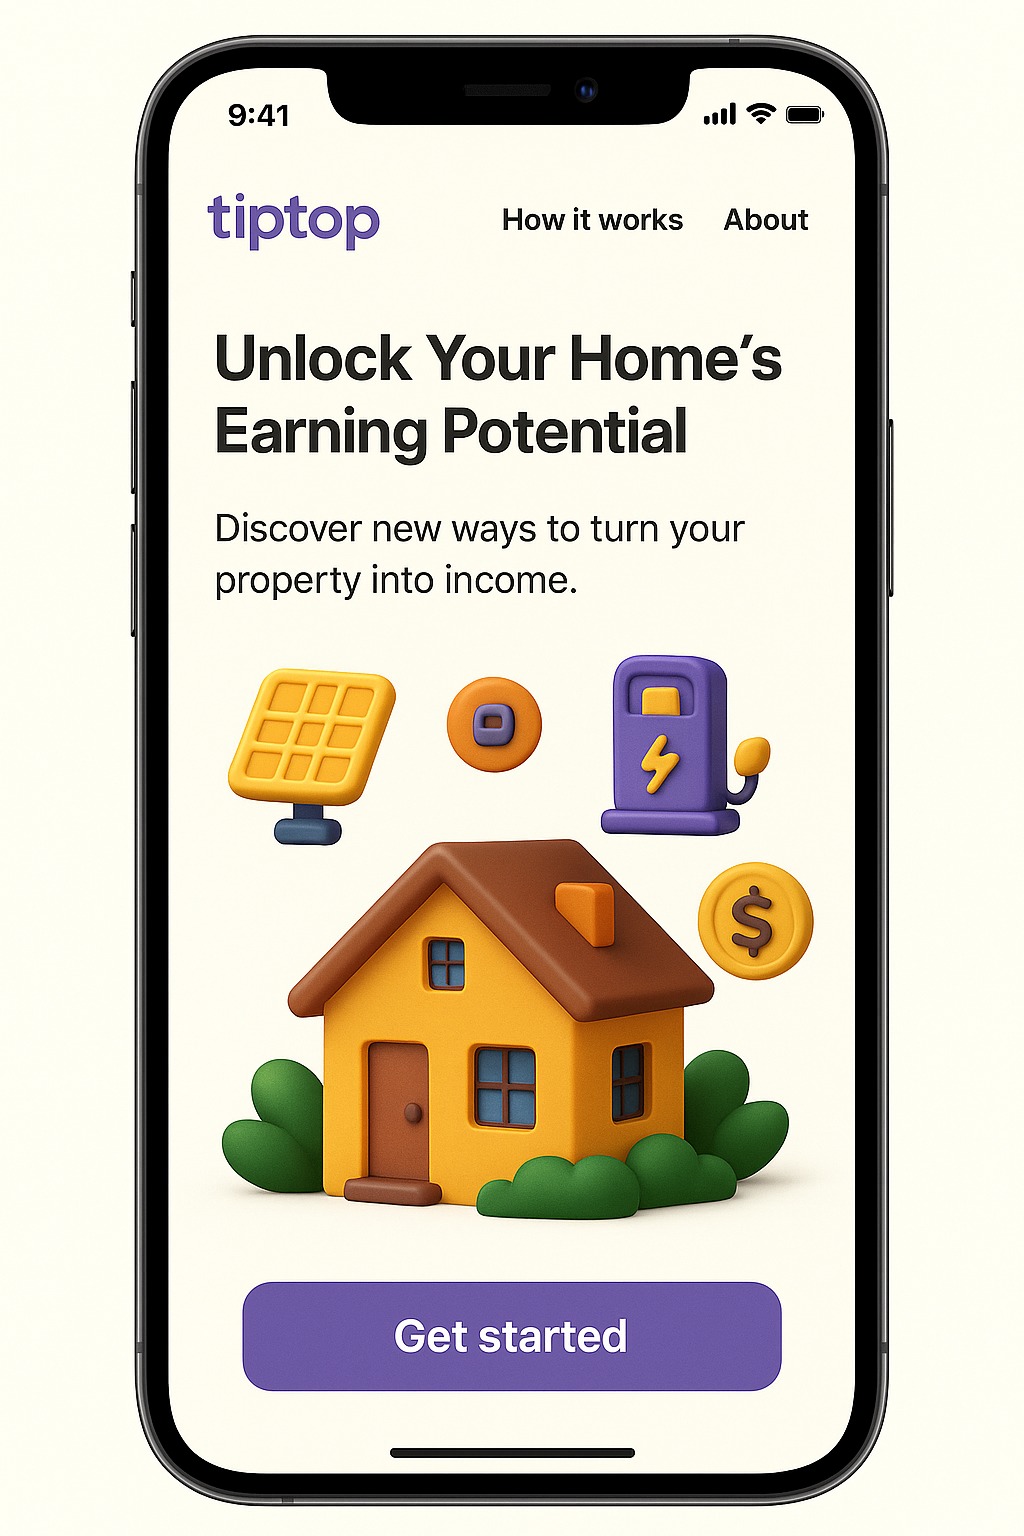 9:41
tiptop
How it works About
Unlock Your Home’s
Earning Potential
Discover new ways to turn your
property into income.
$
Get started